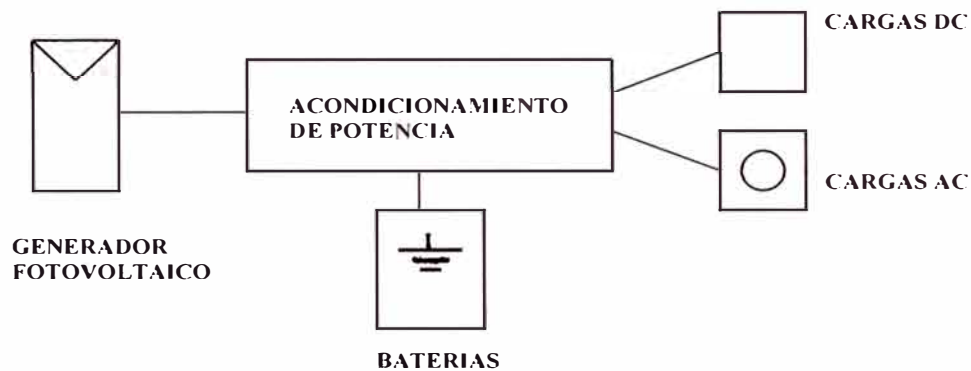 CARGAS DC
ACONDICIONAMIENTO
DE POTENCIA
CARGAS AC
GENERADOR
FOTOVOLTAICO
BATERIAS